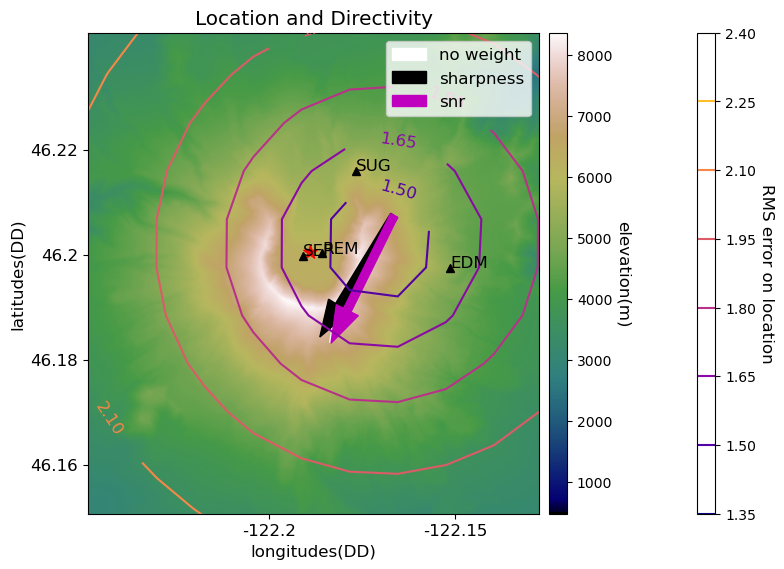 Location and Directivity
no weight
sharpness
snr
46.22
46.2
46.18
46.16
-122.2
-122.15
latitudes(DD)
longitudes(DD)
1.65
1.50
2.10
SUG
REM
EDM
8000
7000
6000
5000
4000
3000
2000
1000
elevation(m)
2.40
2.25
2.10
1.95
1.80
1.65
1.50
1.35
RMS error on location